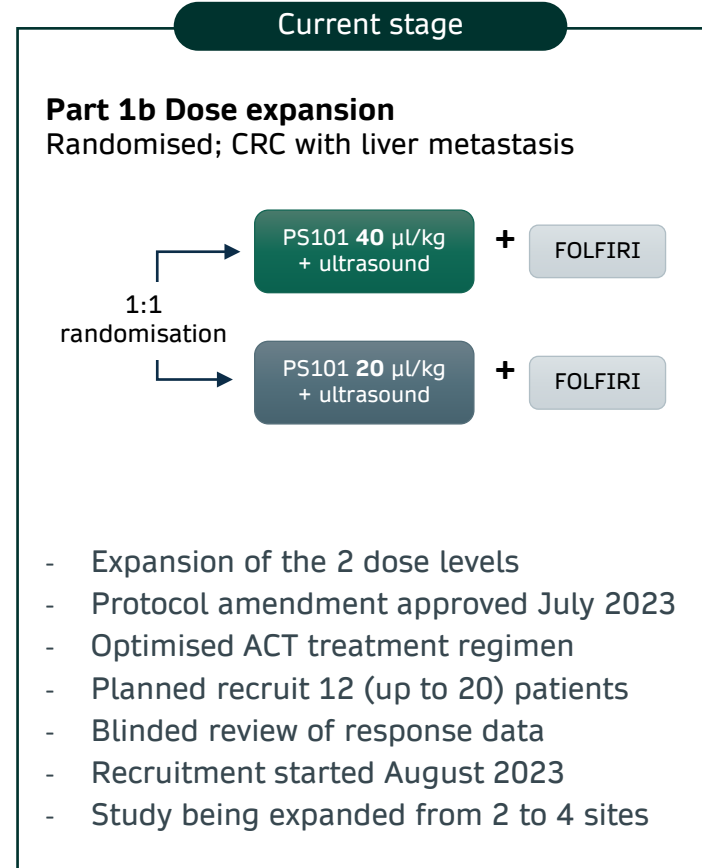 Current stage
Part 1b Dose expansion
Randomised; CRC with liver metastasis
PS101 40 µl/kg
+ ultrasound
+
FOLFIRI
1:1
randomisation
PS101 20 µl/kg
+ ultrasound
+
FOLFIRI
- Expansion of the 2 dose levels
- Protocol amendment approved July 2023
- Optimised ACT treatment regimen
- Planned recruit 12 (up to 20) patients
- Blinded review of response data
- Recruitment started August 2023
- Study being expanded from 2 to 4 sites